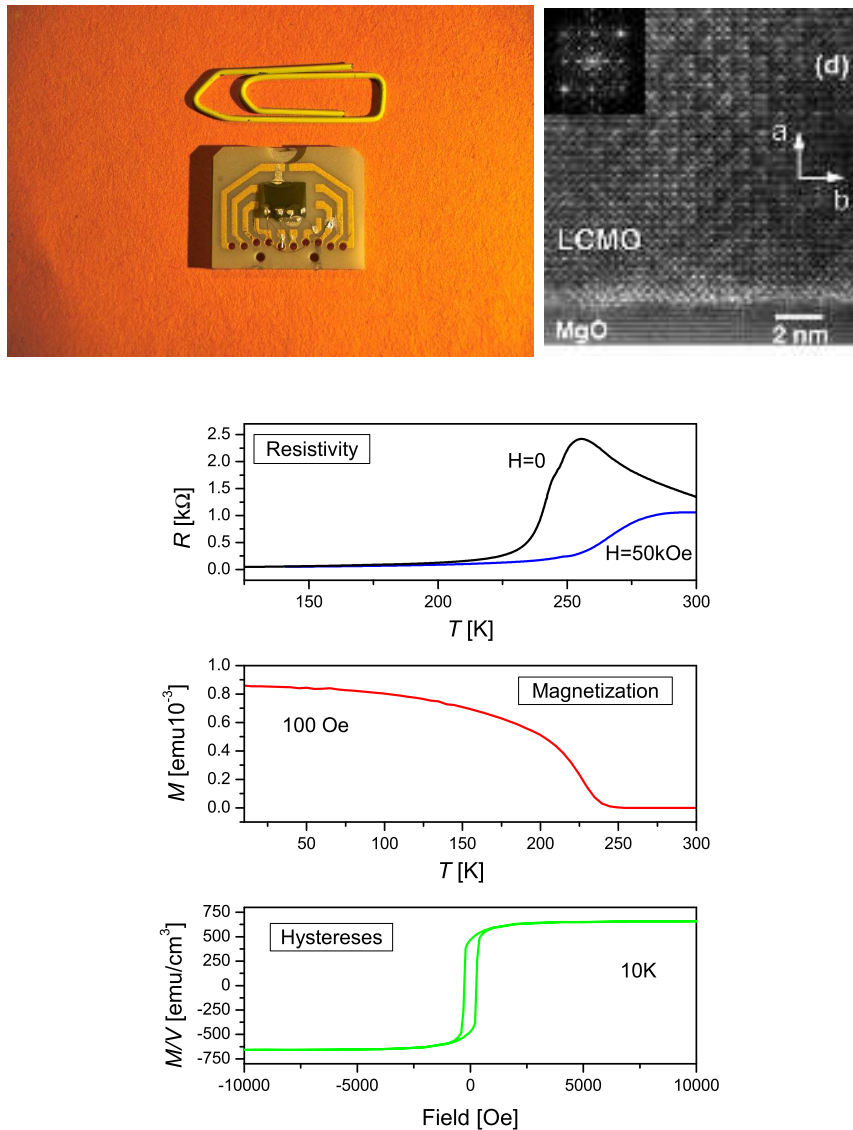 (d)
a
b
LCMO
MgO
2 nm
Resistivity
H=0
H=50kOe
R [kΩ]
2.5
2.0
1.5
1.0
0.5
0.0
150
200
250
300
T [K]
Magnetization
100 Oe
M [emu10⁻³]
1.0
0.8
0.6
0.4
0.2
0.0
50
100
150
200
250
300
T [K]
Hystereses
10K
M/V [emu/cm³]
750
500
250
0
-250
-500
-750
-10000
-5000
0
5000
10000
Field [Oe]